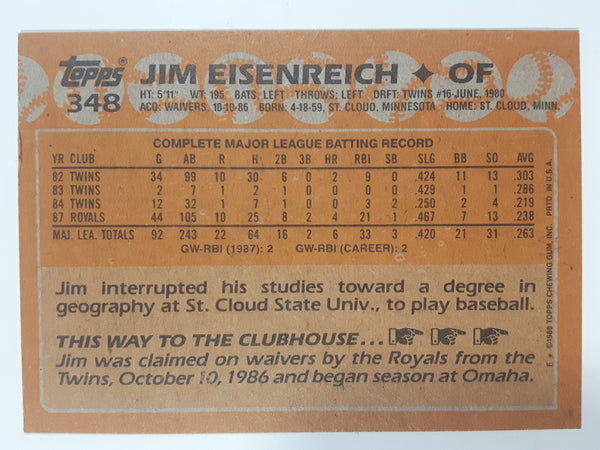 topps® JIM EISENREICH ✦ OF
348 HT: 5'11" WT: 195 BATS: LEFT THROWS: LEFT DRFT: TWINS #16-JUNE, 1980
ACQ: WAIVERS, 10-10-86 BORN: 4-18-59, ST. CLOUD, MINNESOTA HOME: ST. CLOUD, MINN.
COMPLETE MAJOR LEAGUE BATTING RECORD
YR CLUB G AB R H 2B 3B HR RBI SB SLG BB SO AVG
82 TWINS 34 99 10 30 6 0 2 9 0 .424 11 13 .303
83 TWINS 2 7 1 2 1 0 0 0 0 .429 1 1 .286
84 TWINS 12 32 1 7 1 0 0 3 2 .250 2 4 .219
87 ROYALS 44 105 10 25 8 2 4 21 1 .467 7 13 .238
MAJ. LEA. TOTALS 92 243 22 64 16 2 6 33 3 .420 21 31 .263
GW-RBI (1987): 2 GW-RBI (CAREER): 2
Jim interrupted his studies toward a degree in
geography at St. Cloud State Univ., to play baseball.
THIS WAY TO THE CLUBHOUSE...
Jim was claimed on waivers by the Royals from the
Twins, October 10, 1986 and began season at Omaha.
E * ©1988 TOPPS CHEWING GUM, INC. PRTD. IN U.S.A.